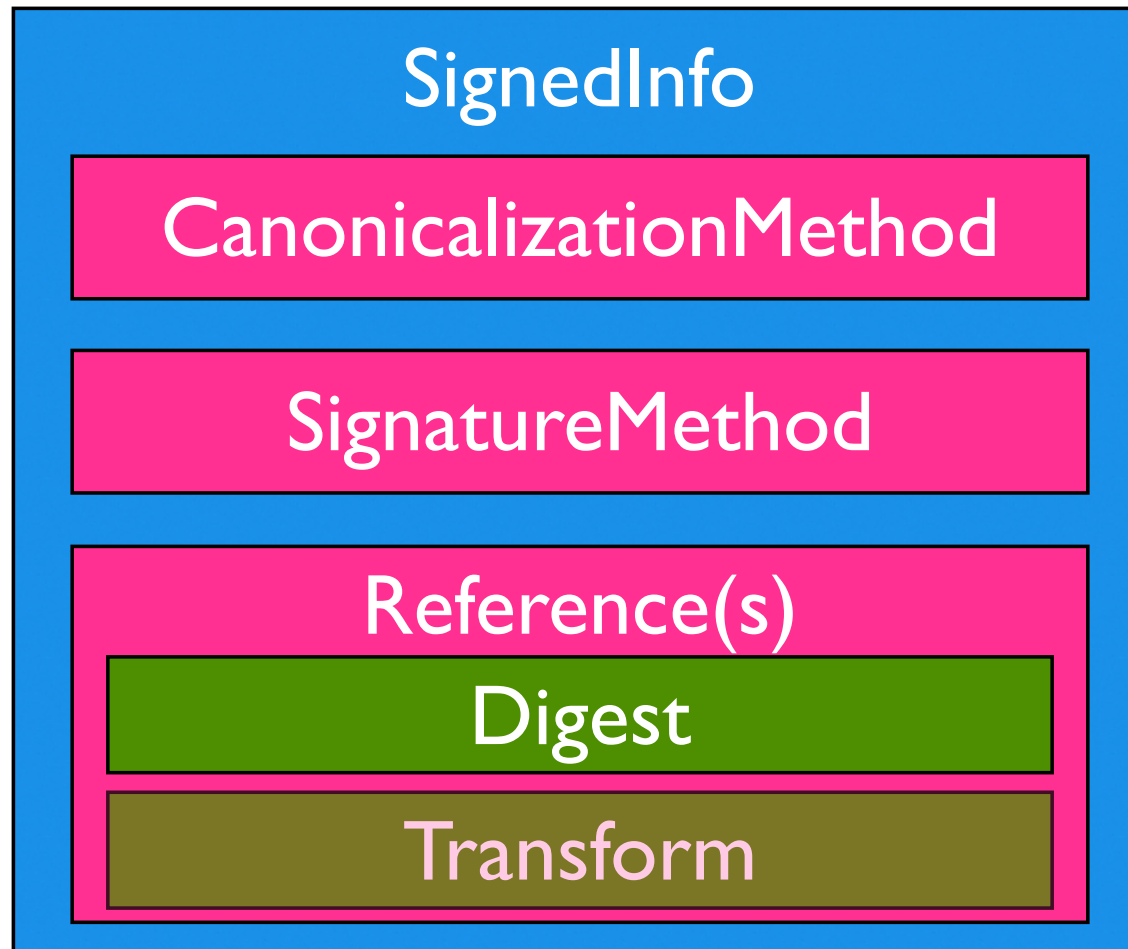 SignedInfo
CanonicalizationMethod
SignatureMethod
Reference(s)
Digest
Transform